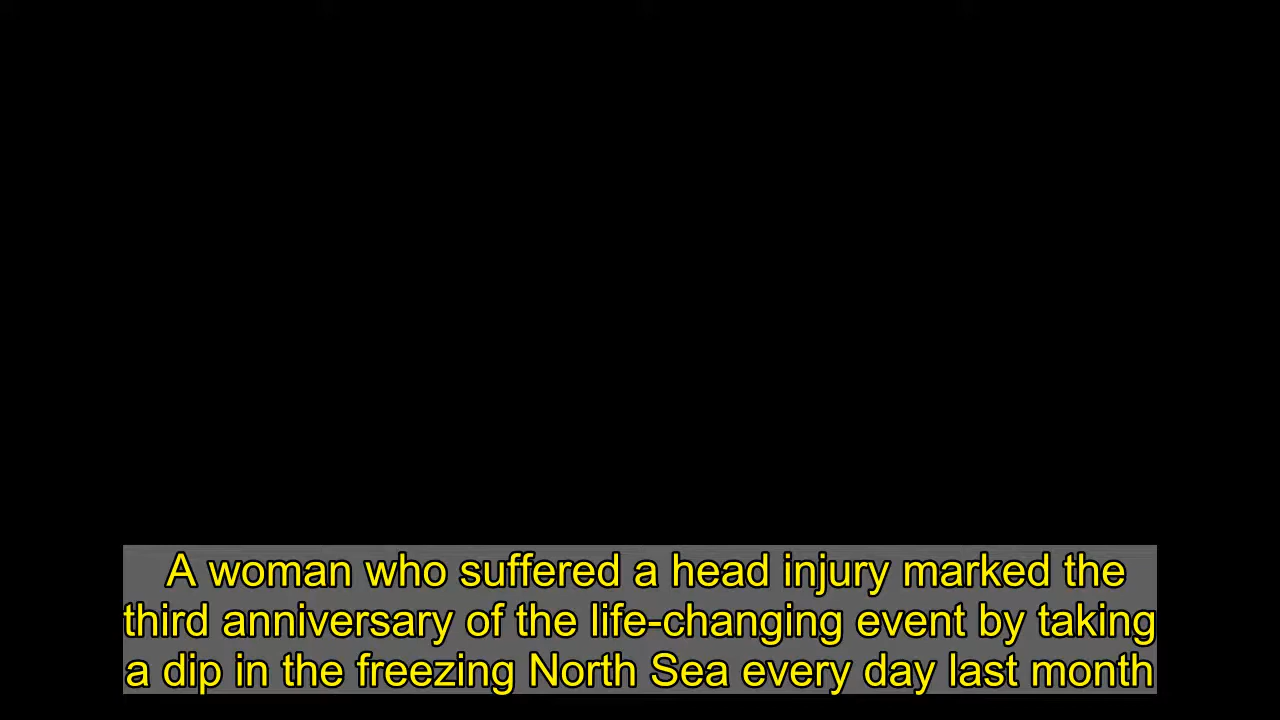 A woman who suffered a head injury marked the
third anniversary of the life-changing event by taking
a dip in the freezing North Sea every day last month